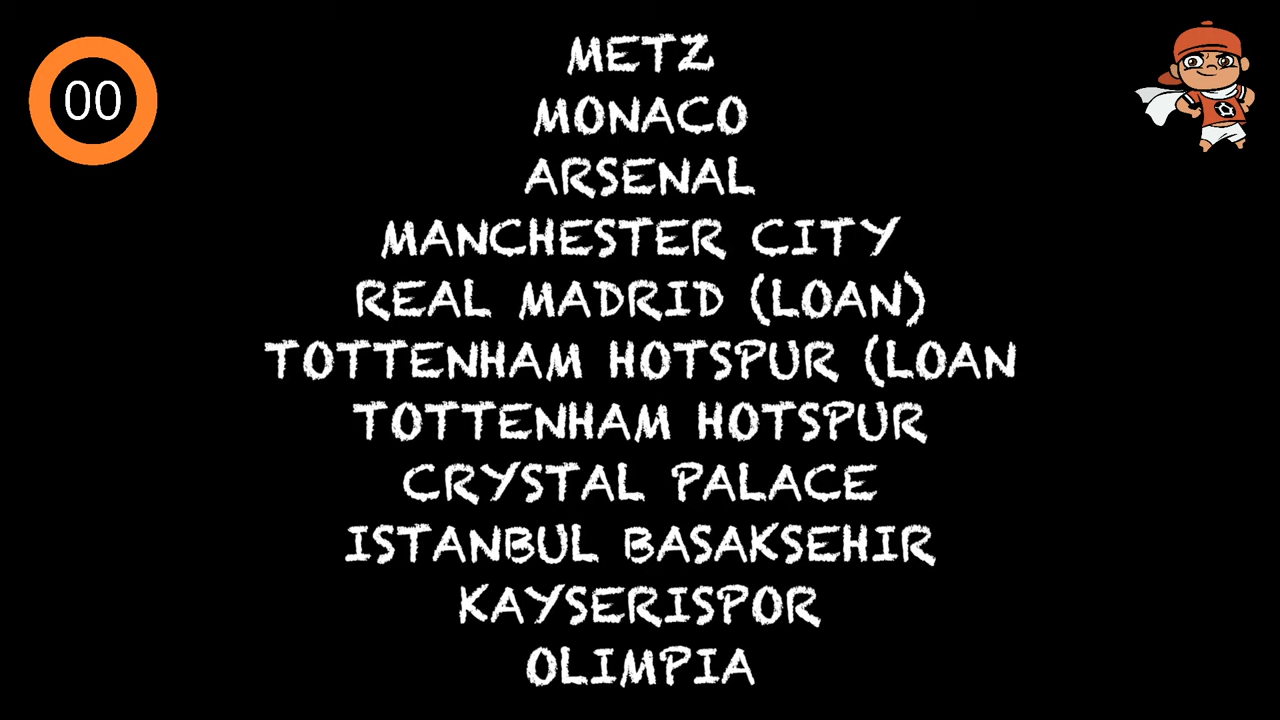 00
METZ
MONACO
ARSENAL
MANCHESTER CITY
REAL MADRID (LOAN)
TOTTENHAM HOTSPUR (LOAN
TOTTENHAM HOTSPUR
CRYSTAL PALACE
ISTANBUL BASAKSEHIR
KAYSERISPOR
OLIMPIA